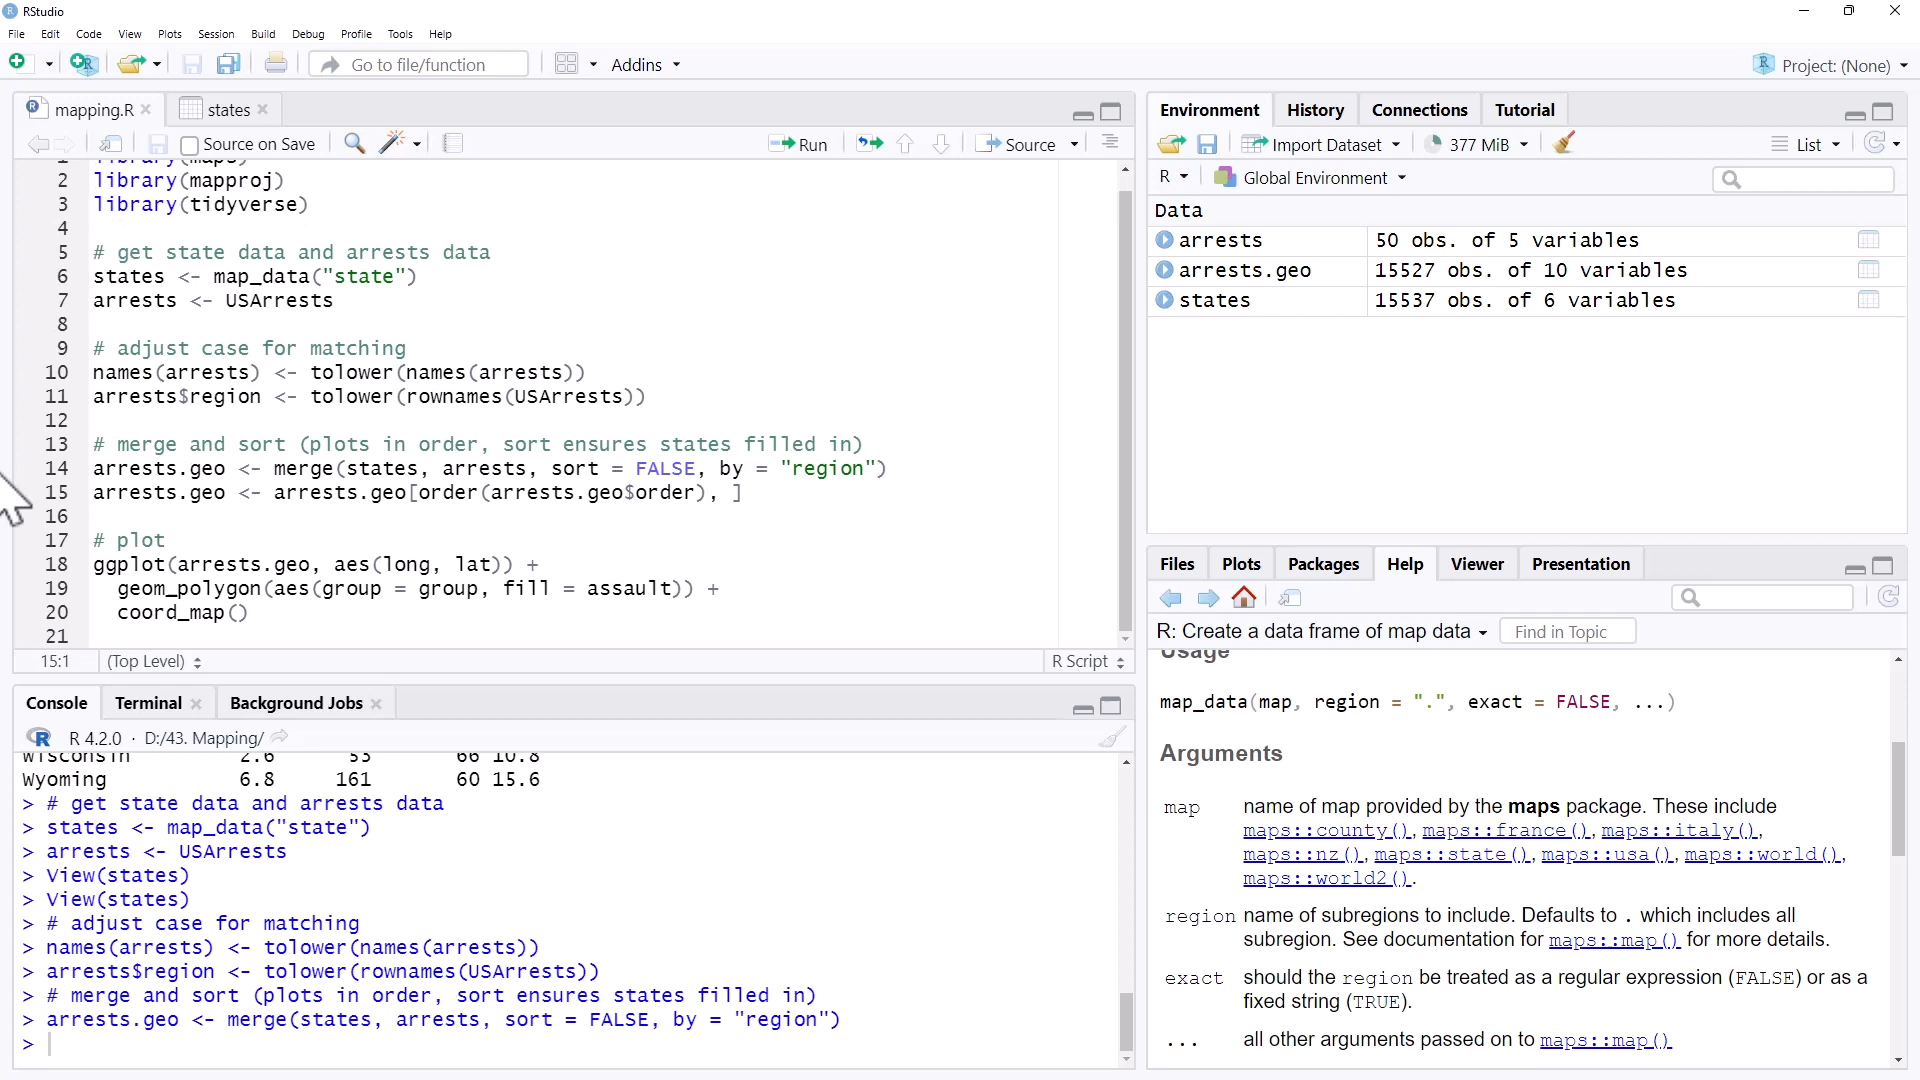 RStudio
File Edit Code View Plots Session Build Debug Profile Tools Help
Go to file/function Addins Project: (None)
mapping.R states
Source on Save Run Source
1 library(maps)
2 library(mapproj)
3 library(tidyverse)
4
5 # get state data and arrests data
6 states <- map_data("state")
7 arrests <- USArrests
8
9 # adjust case for matching
10 names(arrests) <- tolower(names(arrests))
11 arrests$region <- tolower(rownames(USArrests))
12
13 # merge and sort (plots in order, sort ensures states filled in)
14 arrests.geo <- merge(states, arrests, sort = FALSE, by = "region")
15 arrests.geo <- arrests.geo[order(arrests.geo$order), ]
16
17 # plot
18 ggplot(arrests.geo, aes(long, lat)) +
19 geom_polygon(aes(group = group, fill = assault)) +
20 coord_map()
21
15:1 (Top Level) R Script
Console Terminal Background Jobs
R 4.2.0 · D:/43. Mapping/
Wisconsin 2.6 53 66 10.8
Wyoming 6.8 161 60 15.6
> # get state data and arrests data
> states <- map_data("state")
> arrests <- USArrests
> View(states)
> View(states)
> # adjust case for matching
> names(arrests) <- tolower(names(arrests))
> arrests$region <- tolower(rownames(USArrests))
> # merge and sort (plots in order, sort ensures states filled in)
> arrests.geo <- merge(states, arrests, sort = FALSE, by = "region")
>
Environment History Connections Tutorial
Import Dataset 377 MiB List
R Global Environment
Data
arrests 50 obs. of 5 variables
arrests.geo 15527 obs. of 10 variables
states 15537 obs. of 6 variables
Files Plots Packages Help Viewer Presentation
R: Create a data frame of map data Find in Topic
Usage
map_data(map, region = ".", exact = FALSE, ...)
Arguments
map name of map provided by the maps package. These include
maps::county(), maps::france(), maps::italy(),
maps::nz(), maps::state(), maps::usa(), maps::world(),
maps::world2().
region name of subregions to include. Defaults to . which includes all
subregion. See documentation for maps::map() for more details.
exact should the region be treated as a regular expression (FALSE) or as a
fixed string (TRUE).
... all other arguments passed on to maps::map()